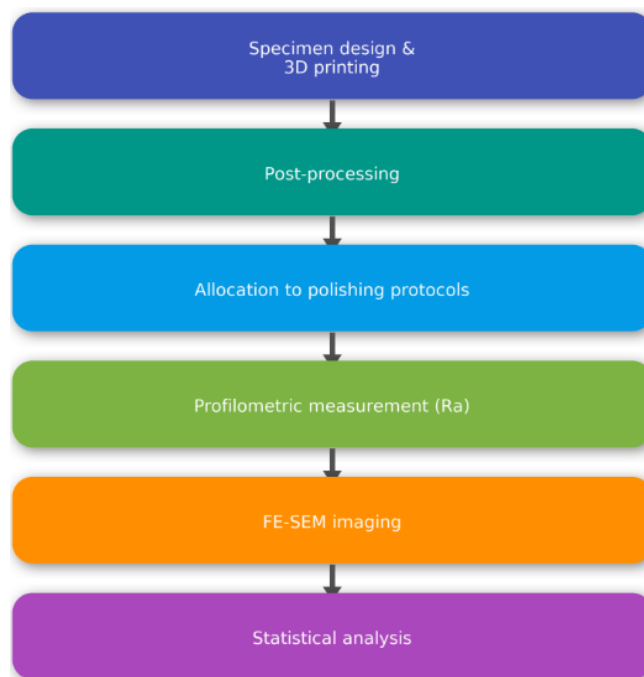 Specimen design &
3D printing
Post-processing
Allocation to polishing protocols
Profilometric measurement (Ra)
FE-SEM imaging
Statistical analysis